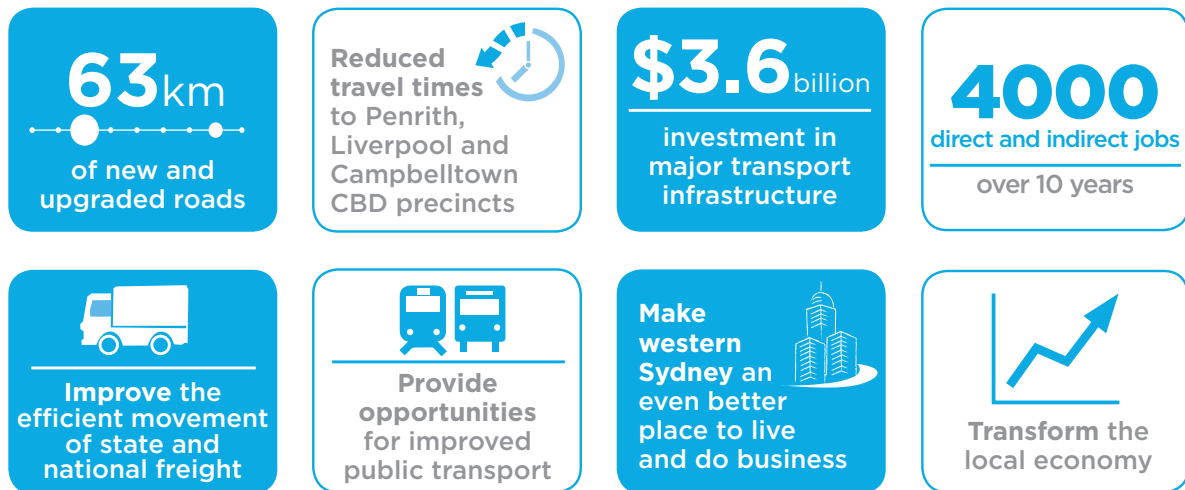 63km
of new and
upgraded roads
Reduced
travel times
to Penrith,
Liverpool and
Campbelltown
CBD precincts
$3.6 billion
investment in
major transport
infrastructure
4000
direct and indirect jobs
over 10 years
Improve the
efficient movement
of state and
national freight
Provide
opportunities
for improved
public transport
Make
western
Sydney an
even better
place to live
and do business
Transform the
local economy